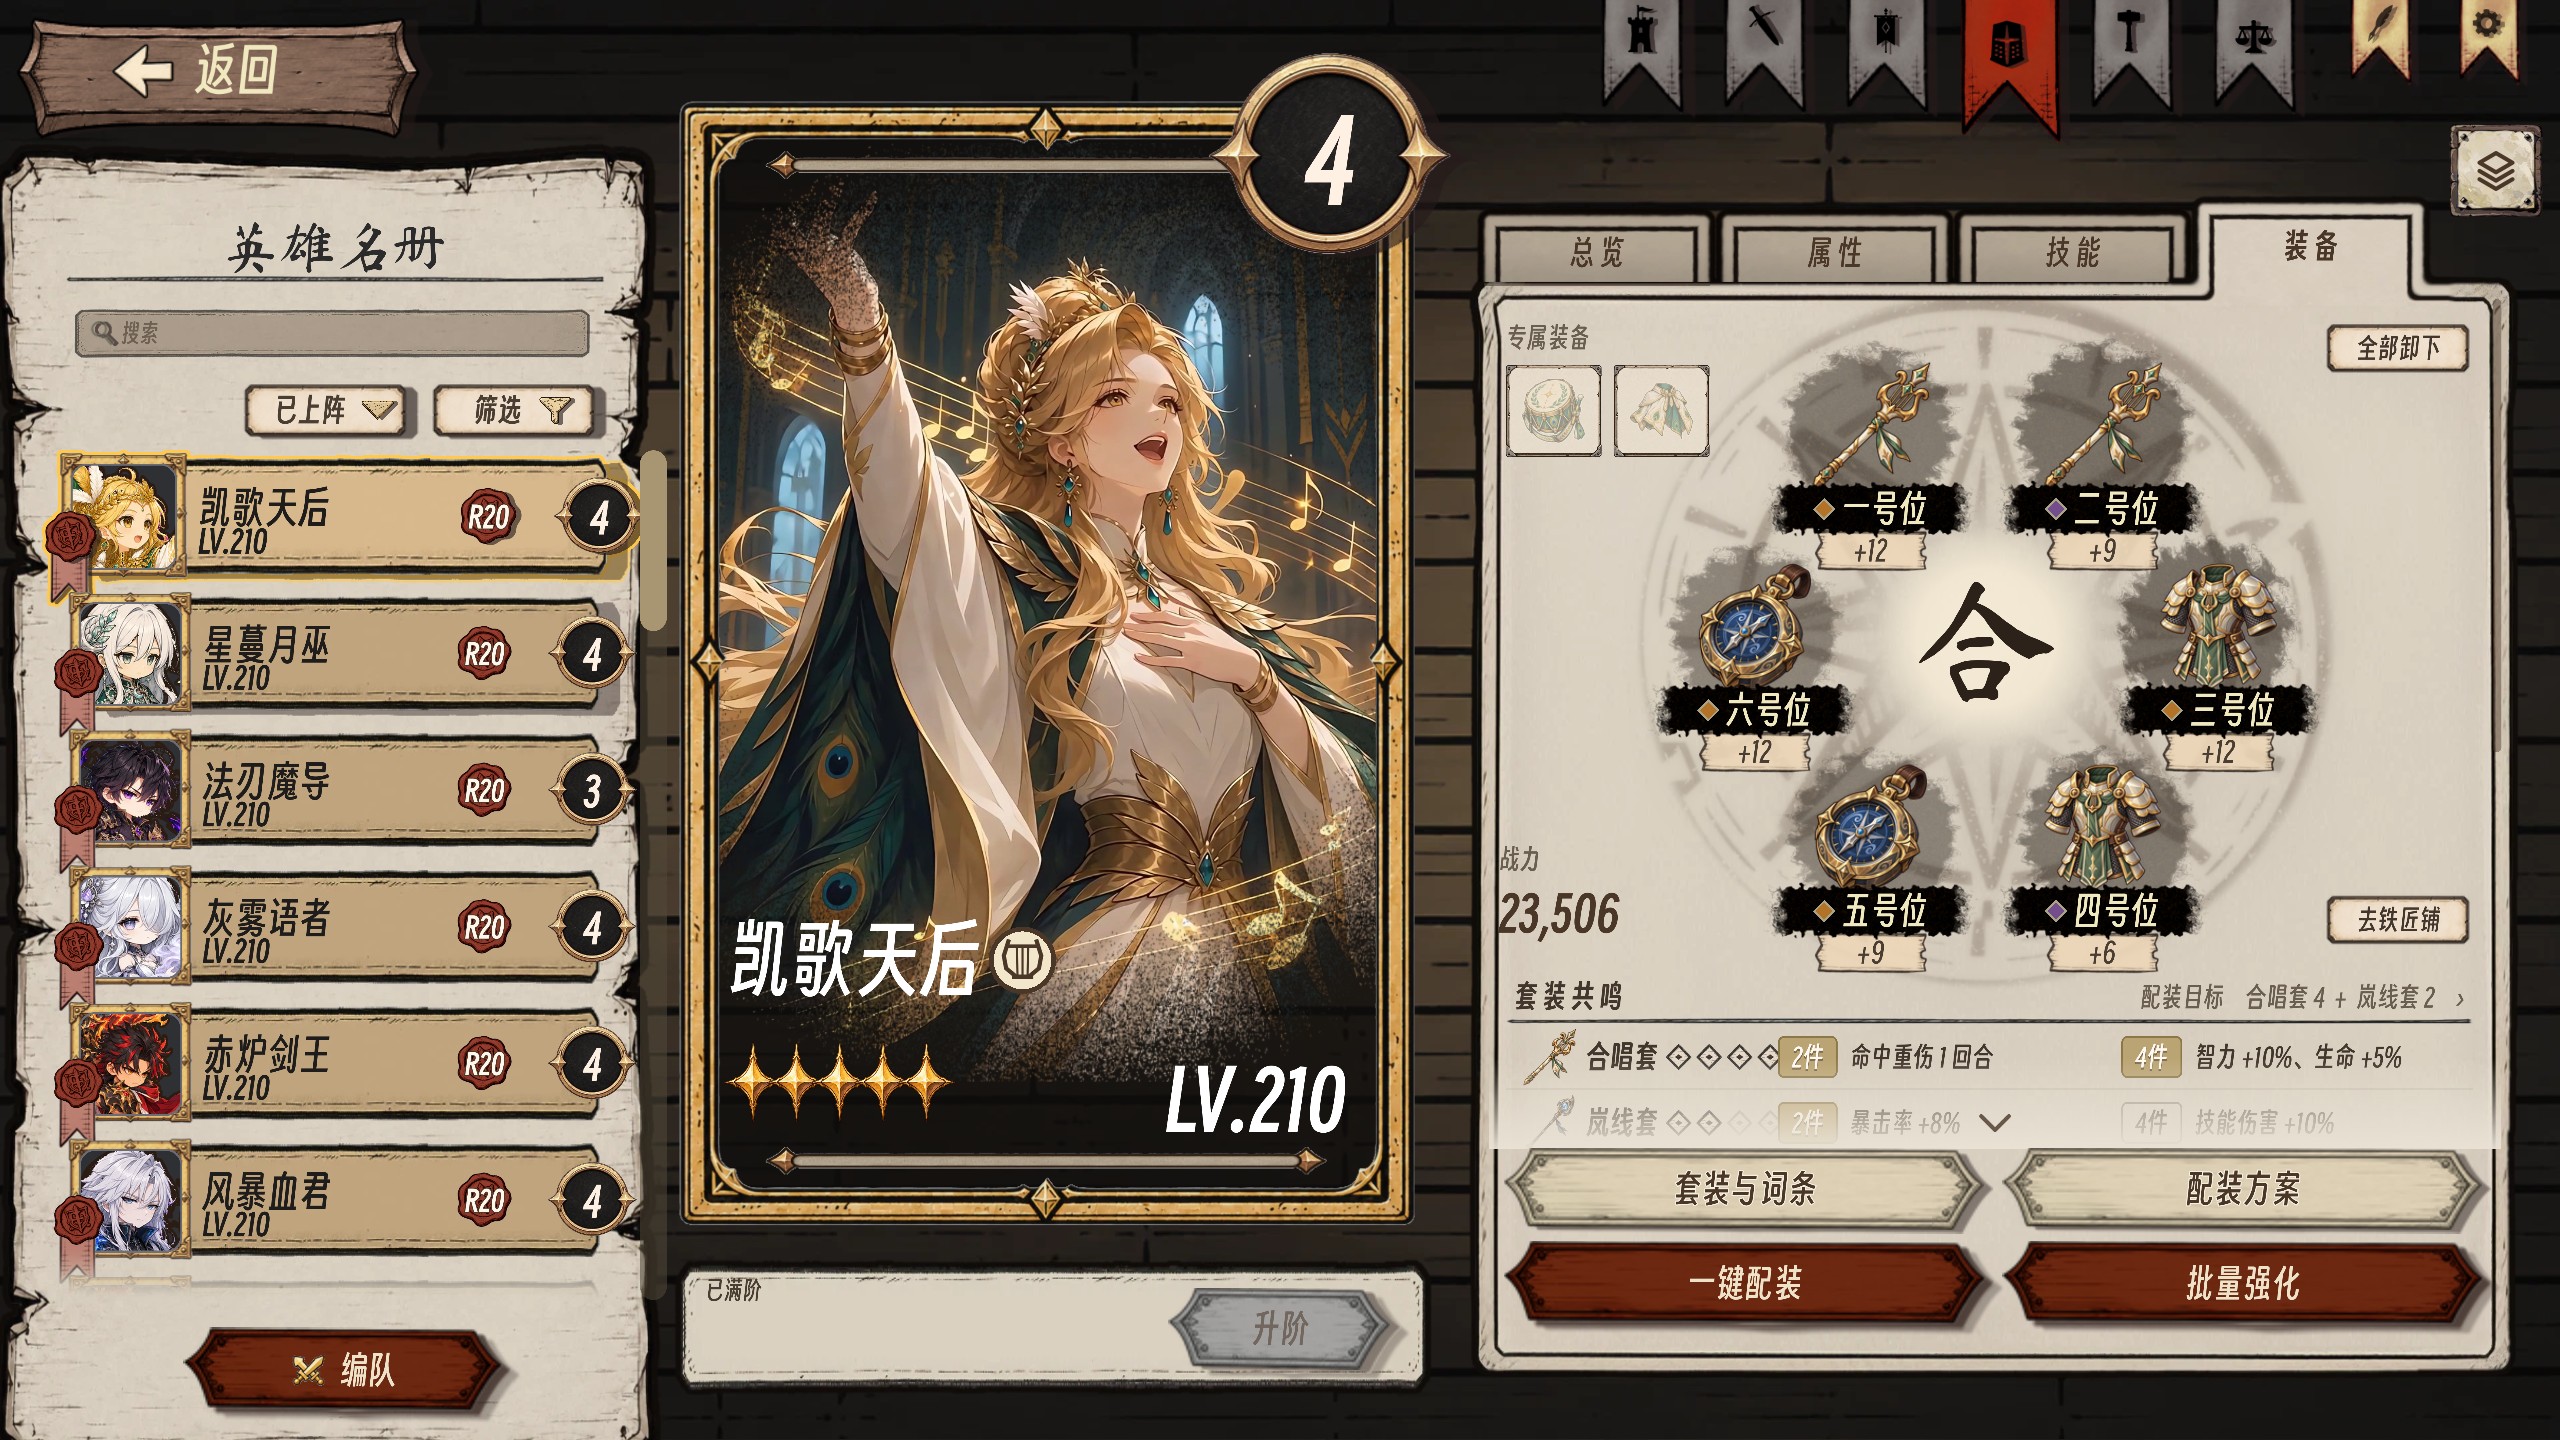 返回
英雄名册
搜索
已上阵
筛选
凯歌天后
LV.210
R20
4
星蔓月巫
LV.210
R20
4
法刃魔导
LV.210
R20
3
灰雾语者
LV.210
R20
4
赤炉剑王
LV.210
R20
4
风暴血君
LV.210
R20
4
编队
4
凯歌天后
LV.210
已满阶
升阶
总览
属性
技能
装备
专属装备
全部卸下
一号位
+12
二号位
+9
六号位
+12
合
三号位
+12
五号位
+9
四号位
+6
战力
23,506
去铁匠铺
套装共鸣
配装目标 合唱套 4 + 岚线套 2 ›
合唱套 2件 命中重伤 1 回合 4件 智力 +10%、生命 +5%
岚线套 2件 暴击率 +8% 4件 技能伤害 +10%
套装与词条
配装方案
一键配装
批量强化